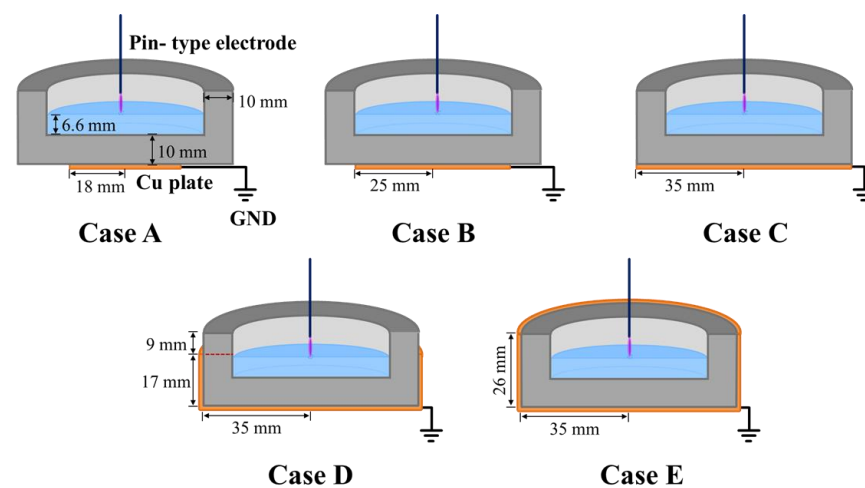 Pin- type electrode
10 mm
6.6 mm
10 mm
18 mm
Cu plate
GND
Case A
25 mm
Case B
35 mm
Case C
9 mm
17 mm
35 mm
Case D
26 mm
35 mm
Case E